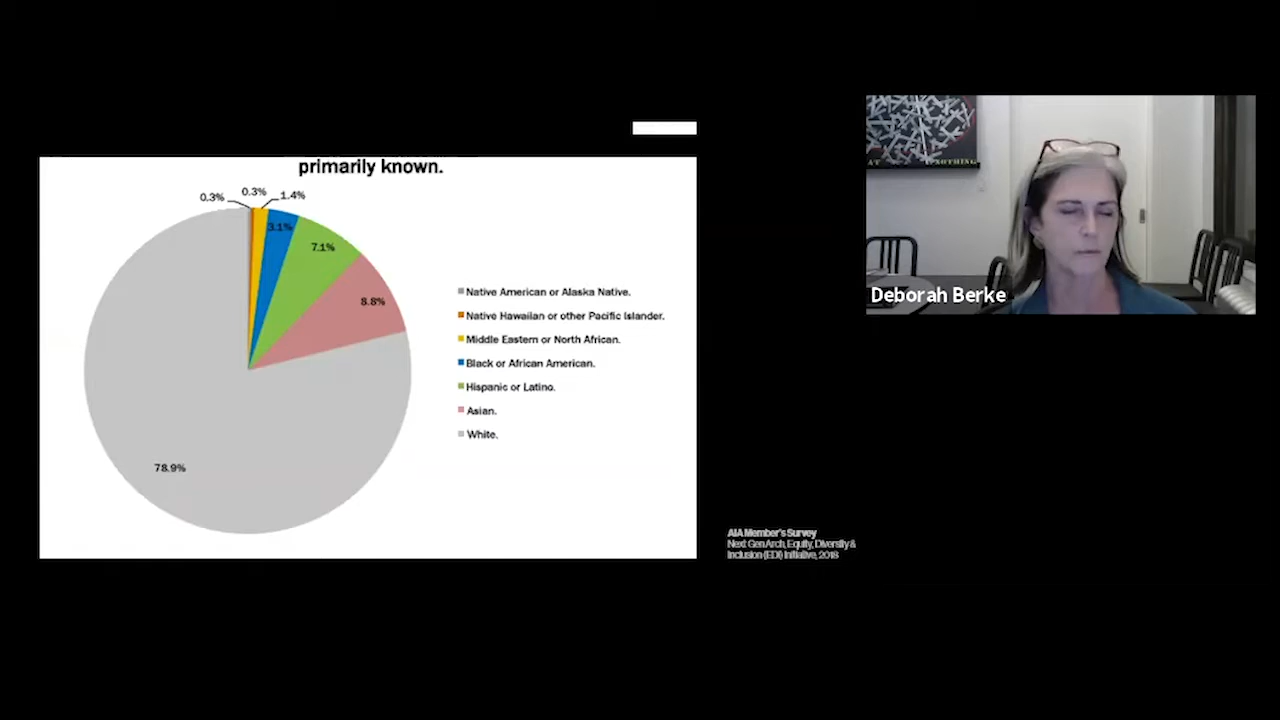 primarily known.
0.3%
0.3%
1.4%
3.1%
7.1%
8.8%
78.9%
Native American or Alaska Native.
Native Hawaiian or other Pacific Islander.
Middle Eastern or North African.
Black or African American.
Hispanic or Latino.
Asian.
White.
AT NOTHING
Deborah Berke
AIA Member's Survey
Next Gen Arch, Equity, Diversity &
Inclusion (EDI) Initiative, 2018